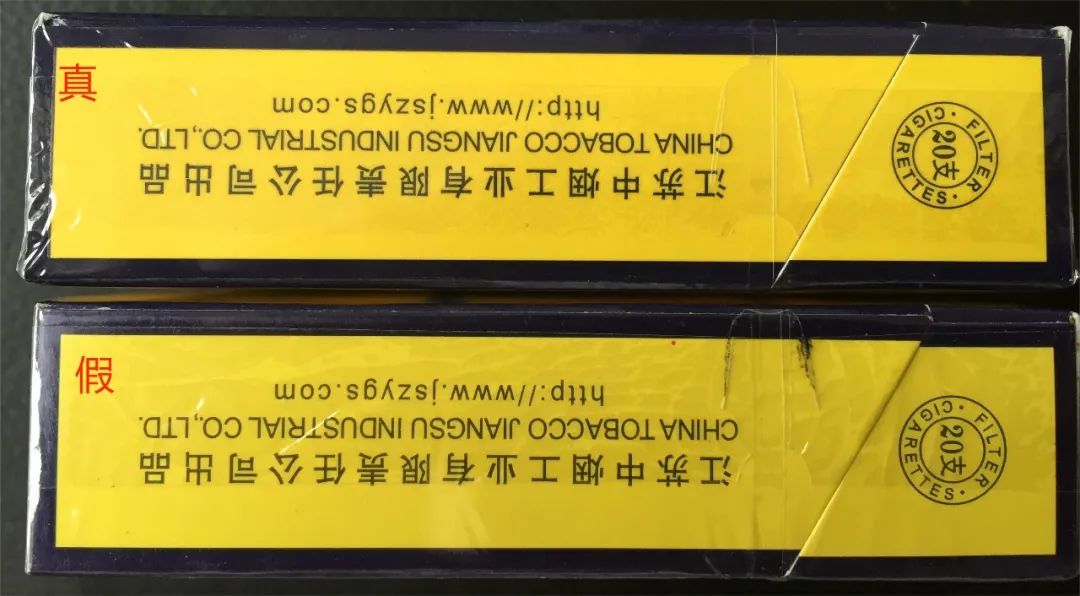 真
江苏中烟工业有限责任公司出品
CHINA TOBACCO JIANGSU INDUSTRIAL CO.,LTD.
http://www.jszygs.com
FILTER
20支
CIGARETTES
假
江苏中烟工业有限责任公司出品
CHINA TOBACCO JIANGSU INDUSTRIAL CO.,LTD.
http://www.jszygs.com
FILTER
20支
CIGARETTES